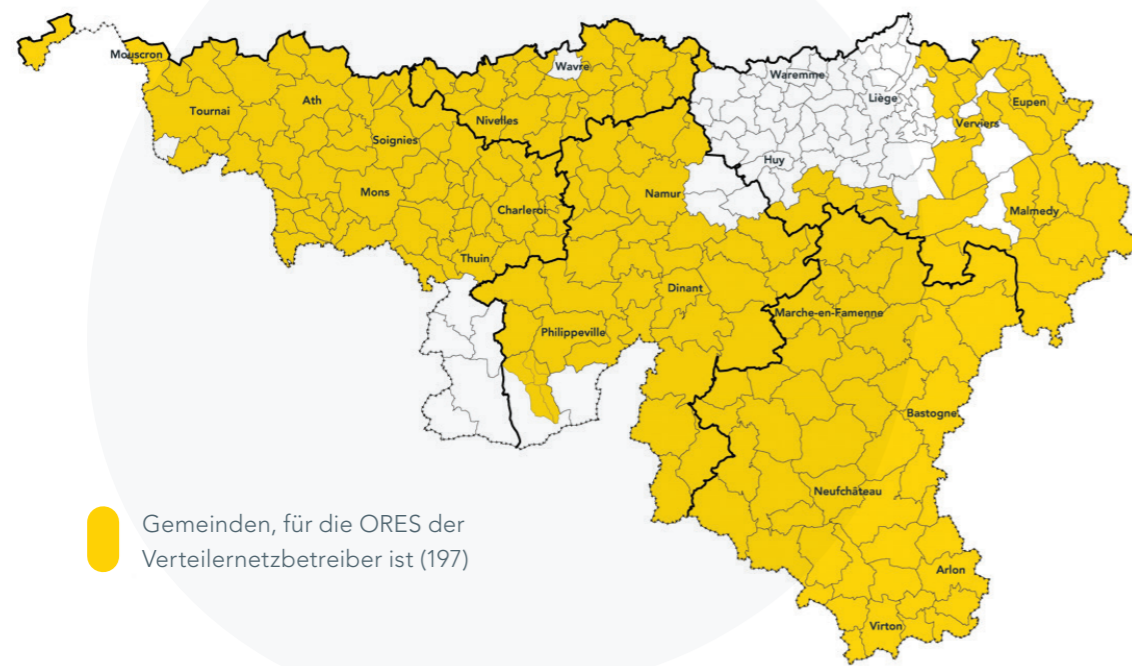 Mouscron
Wavre
Waremme
Liège
Eupen
Ath
Tournai
Verviers
Nivelles
Soignies
Huy
Mons
Namur
Charleroi
Malmedy
Thuin
Dinant
Marche-en-Famenne
Philippeville
Bastogne
Neufchâteau
Arlon
Virton
Gemeinden, für die ORES der
Verteilernetzbetreiber ist (197)